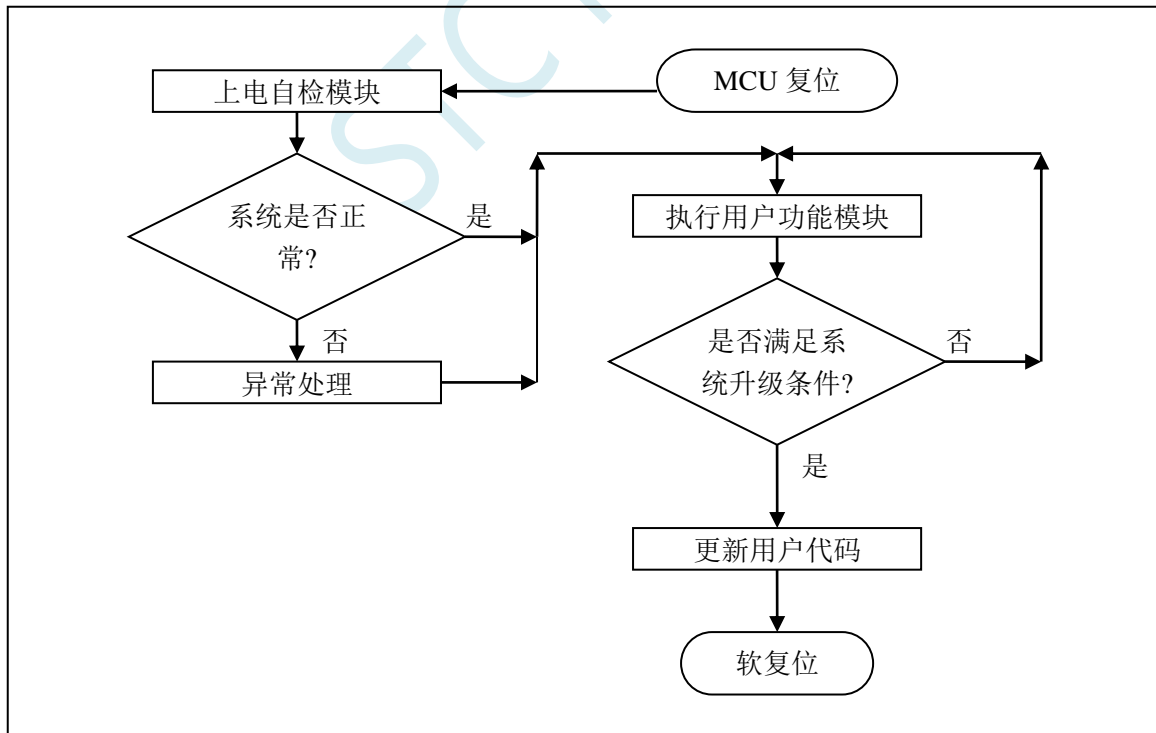 MCU 复位
上电自检模块
系统是否正
常?
是
否
异常处理
执行用户功能模块
是否满足系
统升级条件?
否
是
更新用户代码
软复位
STC